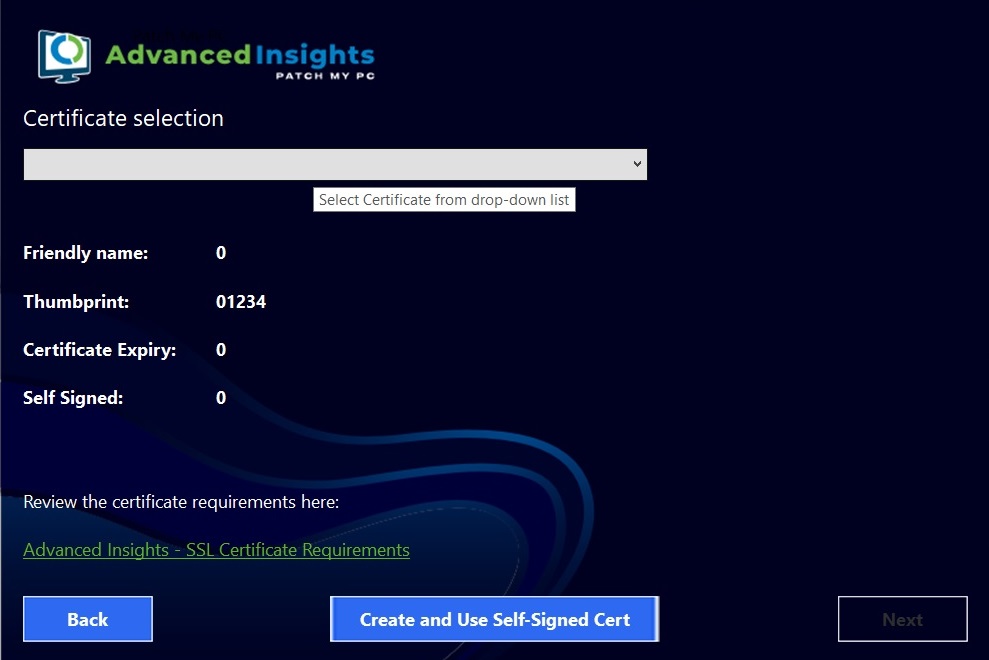 Advanced Insights
PATCH MY PC
Certificate selection
Select Certificate from drop-down list
Friendly name: 0
Thumbprint: 01234
Certificate Expiry: 0
Self Signed: 0
Review the certificate requirements here:
Advanced Insights - SSL Certificate Requirements
Back Create and Use Self-Signed Cert Next